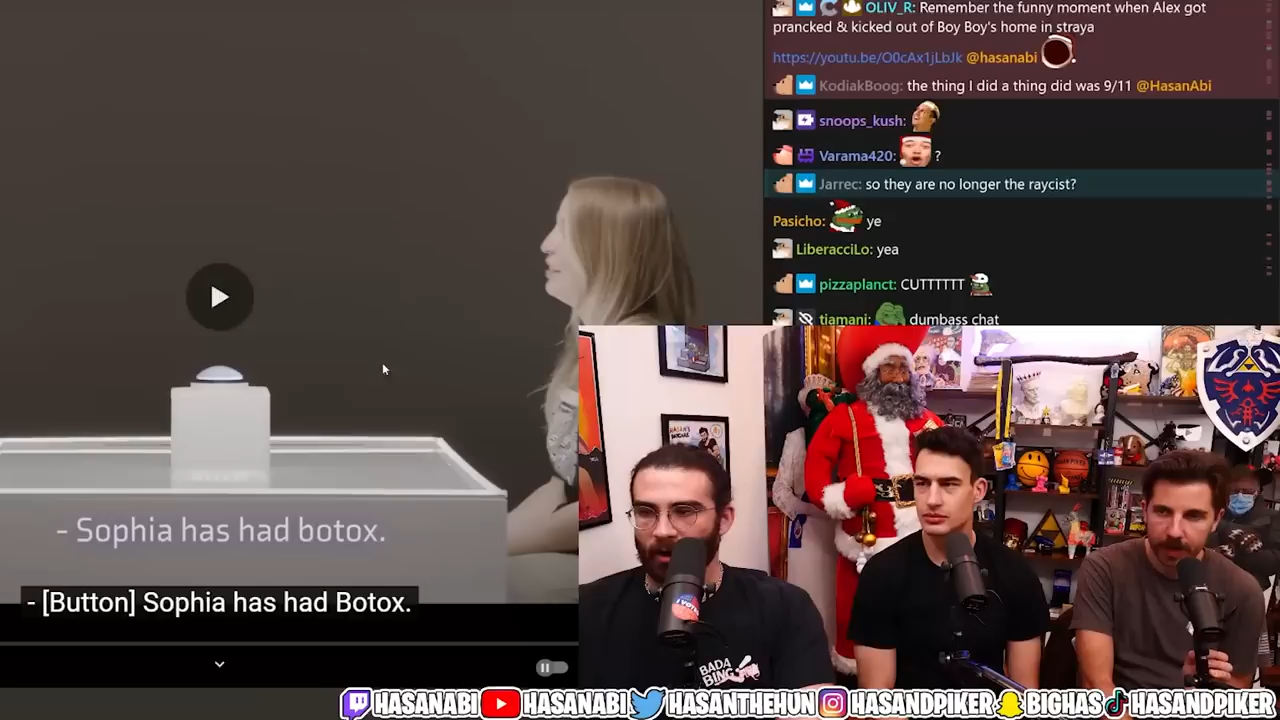 OLIV_R: Remember the funny moment when Alex got
prancked & kicked out of Boy Boy's home in straya
https://youtu.be/O0cAx1jLbJk @hasanabi
KodiakBoog: the thing I did a thing did was 9/11 @HasanAbi
snoops_kush:
Varama420: ?
Jarrec: so they are no longer the raycist?
Pasicho: ye
LiberacciLo: yea
pizzaplanct: CUTTTTTT
tiamani: dumbass chat
- Sophia has had botox.
- [Button] Sophia has had Botox.
BADA
BING
HASANABI HASANABI HASANTHEHUN HASANDPIKER BIGHAS HASANDPIKER